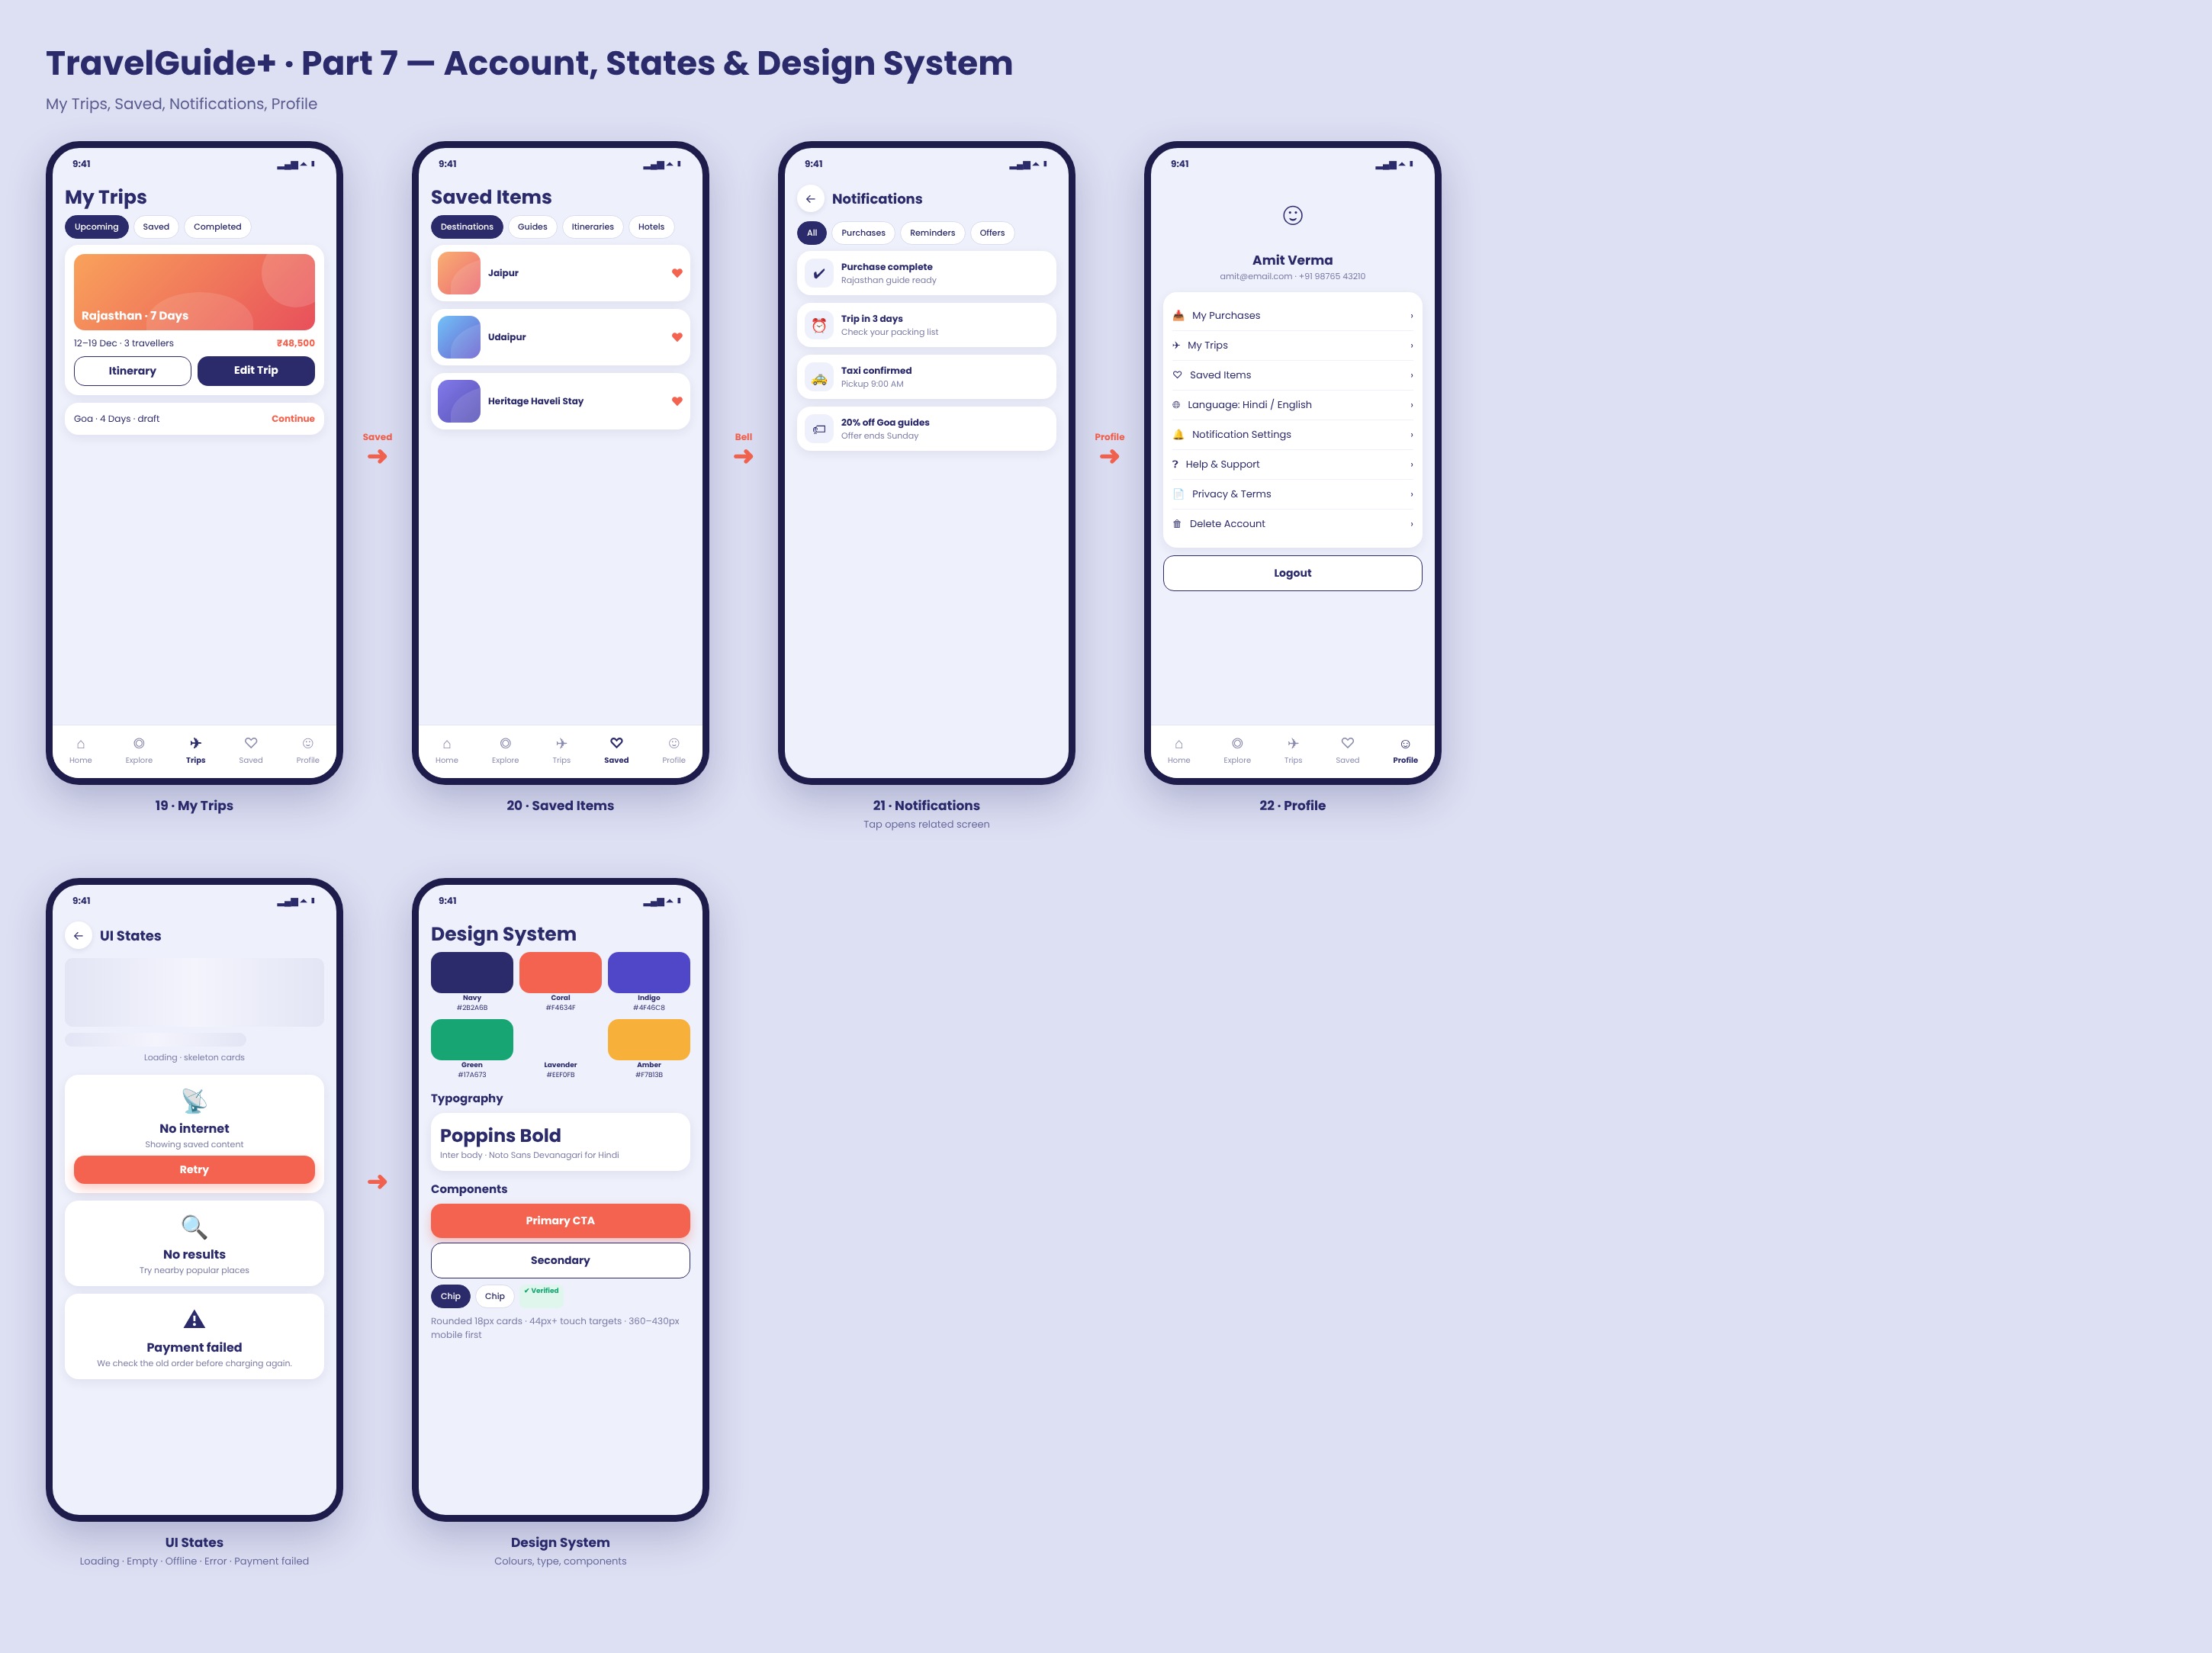 TravelGuide+ · Part 7 — Account, States & Design System
My Trips, Saved, Notifications, Profile
9:41
My Trips
Upcoming Saved Completed
Rajasthan · 7 Days
12–19 Dec · 3 travellers ₹48,500
Itinerary Edit Trip
Goa · 4 Days · draft Continue
Home Explore Trips Saved Profile
19 · My Trips
Saved
9:41
Saved Items
Destinations Guides Itineraries Hotels
Jaipur
Udaipur
Heritage Haveli Stay
Home Explore Trips Saved Profile
20 · Saved Items
Bell
9:41
Notifications
All Purchases Reminders Offers
Purchase complete
Rajasthan guide ready
Trip in 3 days
Check your packing list
Taxi confirmed
Pickup 9:00 AM
20% off Goa guides
Offer ends Sunday
21 · Notifications
Tap opens related screen
Profile
9:41
Amit Verma
amit@email.com · +91 98765 43210
My Purchases
My Trips
Saved Items
Language: Hindi / English
Notification Settings
? Help & Support
Privacy & Terms
Delete Account
Logout
Home Explore Trips Saved Profile
22 · Profile
9:41
UI States
Loading · skeleton cards
No internet
Showing saved content
Retry
No results
Try nearby popular places
Payment failed
We check the old order before charging again.
UI States
Loading · Empty · Offline · Error · Payment failed
9:41
Design System
Navy Coral Indigo
#2B2A6B #F4634F #4F46C8
Green Lavender Amber
#17A673 #EEF0FB #F7B13B
Typography
Poppins Bold
Inter body · Noto Sans Devanagari for Hindi
Components
Primary CTA
Secondary
Chip Chip ✔ Verified
Rounded 18px cards · 44px+ touch targets · 360–430px
mobile first
Design System
Colours, type, components